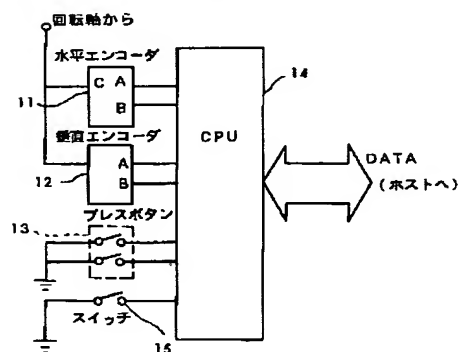 回転軸から
水平エンコーダ
C A
B
11
垂直エンコーダ
A
B
12
プレスボタン
13
スイッチ
15
CPU
14
DATA
(ホストへ)